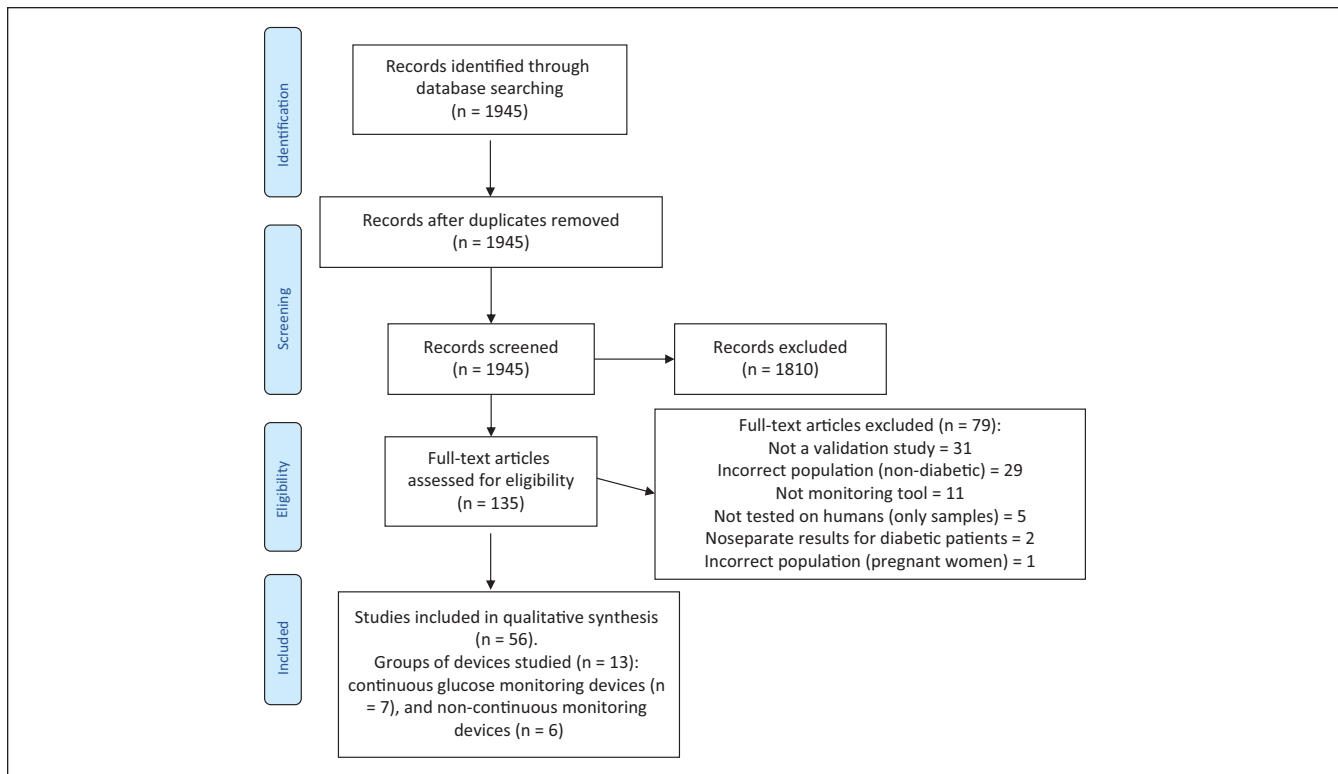 Identification
Records identified through
database searching
(n = 1945)
Records after duplicates removed
(n = 1945)
Screening
Records screened
(n = 1945)
Records excluded
(n = 1810)
Eligibility
Full-text articles
assessed for eligibility
(n = 135)
Full-text articles excluded (n = 79):
Not a validation study = 31
Incorrect population (non-diabetic) = 29
Not monitoring tool = 11
Not tested on humans (only samples) = 5
Noseparate results for diabetic patients = 2
Incorrect population (pregnant women) = 1
Included
Studies included in qualitative synthesis
(n = 56).
Groups of devices studied (n = 13):
continuous glucose monitoring devices (n
= 7), and non-continuous monitoring
devices (n = 6)